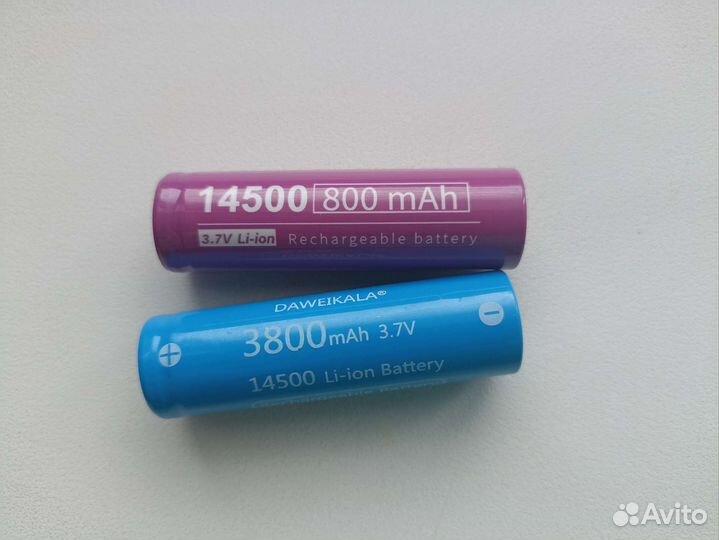 14500 800 mAh
3.7V Li-ion Rechargeable battery
DAWEIKALA®
3800mAh 3.7V
14500 Li-ion Battery
Avito